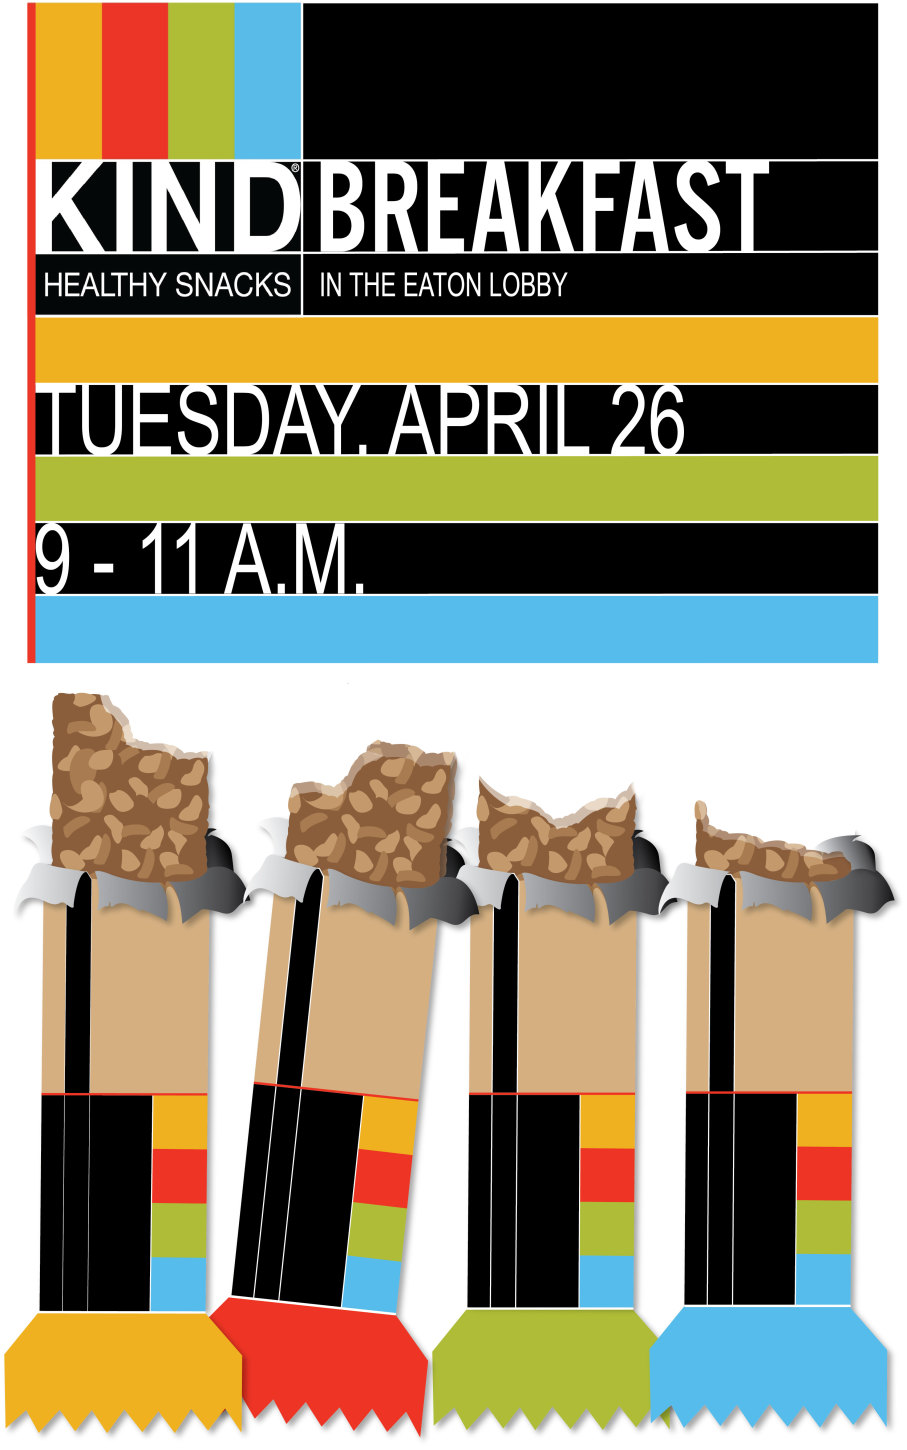 KIND® BREAKFAST
HEALTHY SNACKS IN THE EATON LOBBY
TUESDAY. APRIL 26
9 - 11 A.M.